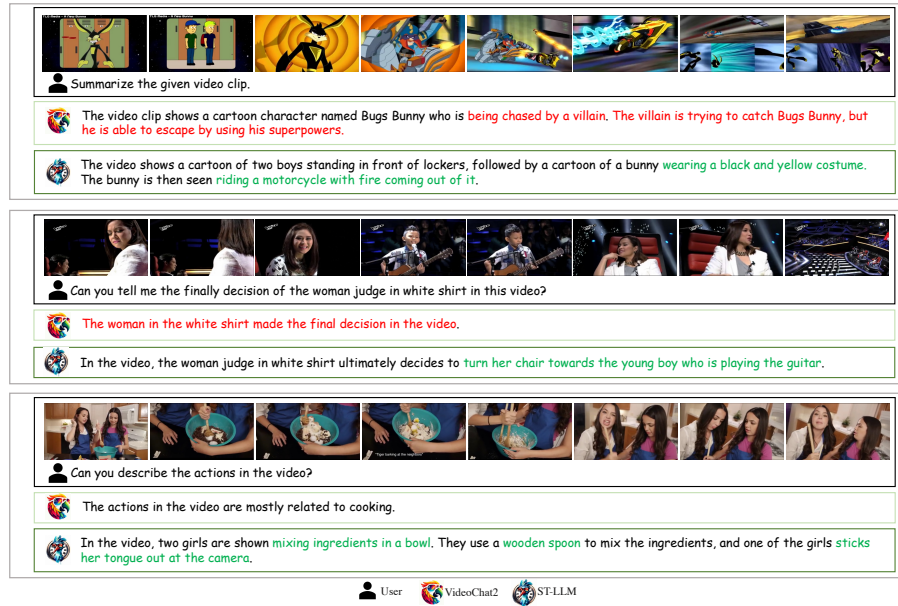 TLG Media - A Few Bunny
TLG Media - A Few Bunny
Summarize the given video clip.
The video clip shows a cartoon character named Bugs Bunny who is being chased by a villain. The villain is trying to catch Bugs Bunny, but
he is able to escape by using his superpowers.
The video shows a cartoon of two boys standing in front of lockers, followed by a cartoon of a bunny wearing a black and yellow costume.
The bunny is then seen riding a motorcycle with fire coming out of it.
Can you tell me the finally decision of the woman judge in white shirt in this video?
The woman in the white shirt made the final decision in the video.
In the video, the woman judge in white shirt ultimately decides to turn her chair towards the young boy who is playing the guitar.
Can you describe the actions in the video?
The actions in the video are mostly related to cooking.
In the video, two girls are shown mixing ingredients in a bowl. They use a wooden spoon to mix the ingredients, and one of the girls sticks
her tongue out at the camera.
User VideoChat2 ST-LLM